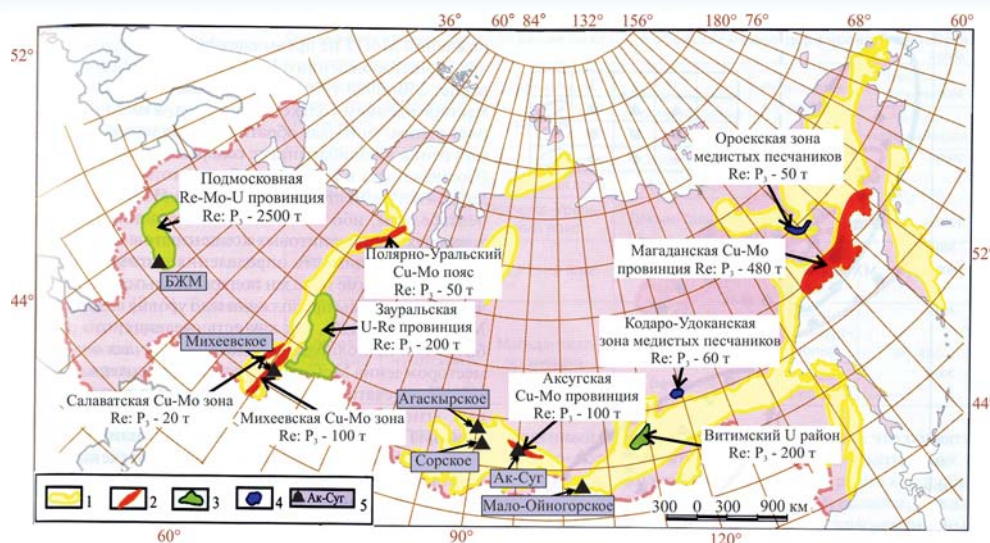 36° 60° 84° 132° 156° 180° 76° 68° 60°
52°
Ороекская зона
медистых песчаников
Re: P₃ - 50 т
Подмосковная
Re-Mo-U провинция
Re: P₃ - 2500 т
Полярно-Уральский
Cu-Mo пояс
Re: P₃ - 50 т
Магаданская Cu-Mo
провинция Re: P₃ - 480 т
52°
БЖМ
44°
Зауральская
U-Re провинция
Re: P₃ - 200 т
Кодаро-Удоканская
зона медистых песчаников
Re: P₃ - 60 т
Михеевское
Салаватская Cu-Mo зона
Re: P₃ - 20 т
Михеевская Cu-Mo зона
Re: P₃ - 100 т
Агаскырское
Аксугская
Cu-Mo провинция
Re: P₃ - 100 т
44°
Витимский U район
Re: P₃ - 200 т
Сорское
Ак-Суг
Мало-Ойногорское
1 2 3 4 Ак-Суг 5
300 0 300 900 км
60° 90° 120°